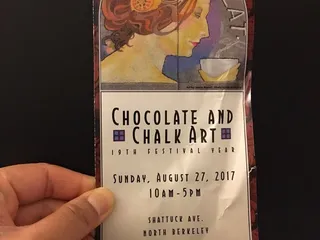 CHOCOLATE AND
CHALK ART
19TH FESTIVAL YEAR
SUNDAY, AUGUST 27, 2017
10AM-5PM
SHATTUCK AVE.
NORTH BERKELEY